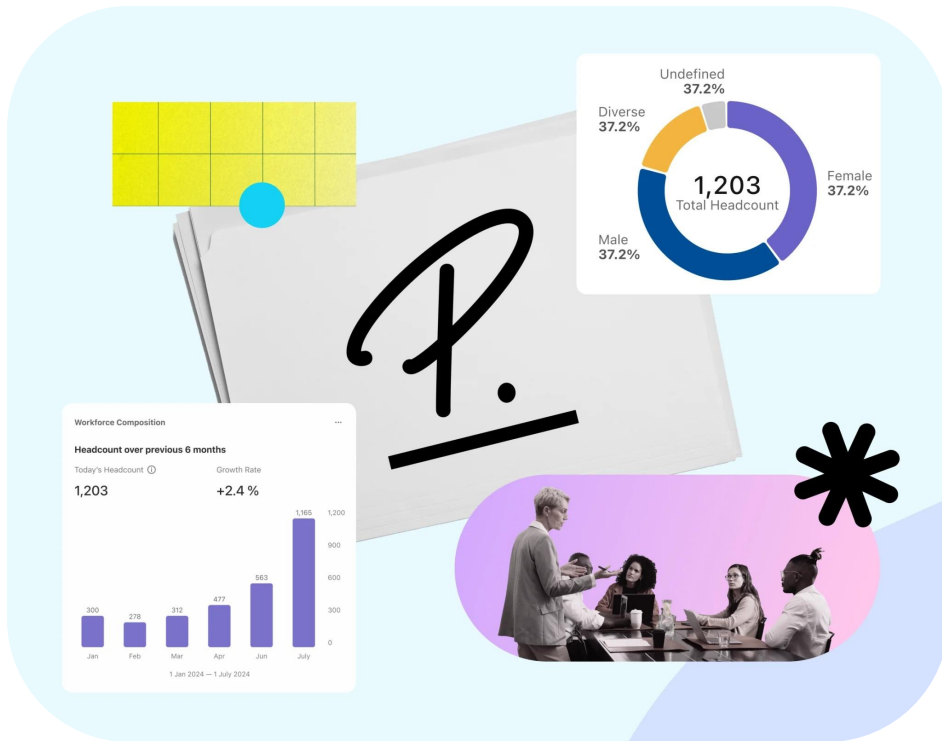 Undefined
37.2%
Diverse
37.2%
Female
37.2%
1,203
Total Headcount
Male
37.2%
P.
Workforce Composition
...
Headcount over previous 6 months
Today's Headcount ⓘ
Growth Rate
1,203
+2.4 %
1,165
1,200
900
600
563
477
300
278
312
300
0
Jan
Feb
Mar
Apr
Jun
July
1 Jan 2024 — 1 July 2024